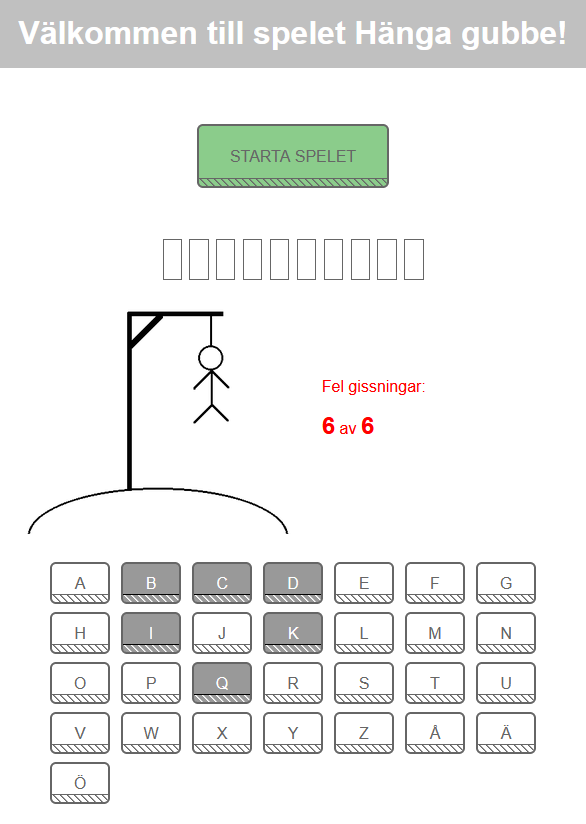 Välkommen till spelet Hänga gubbe!
STARTA SPELET
Fel gissningar:
6 av 6
A B C D E F G
H I J K L M N
O P Q R S T U
V W X Y Z Å Ä
Ö